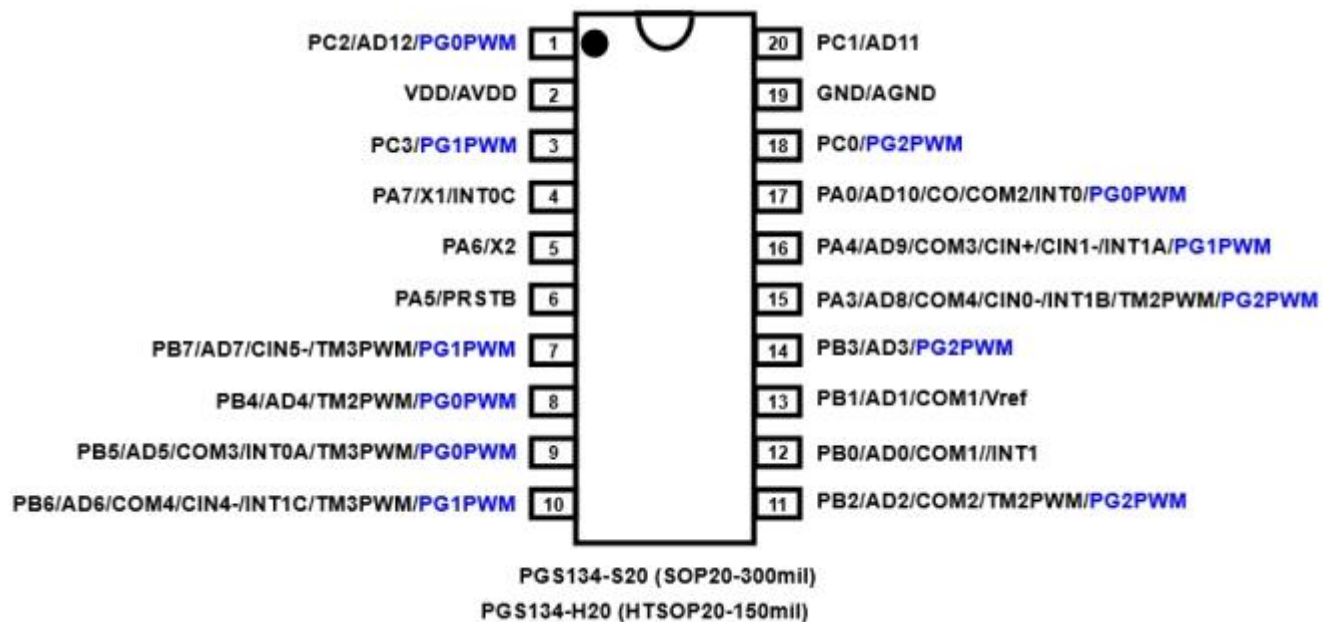 PC2/AD12/PG0PWM 1 20 PC1/AD11
VDD/AVDD 2 19 GND/AGND
PC3/PG1PWM 3 18 PC0/PG2PWM
PA7/X1/INT0C 4 17 PA0/AD10/CO/COM2/INT0/PG0PWM
PA6/X2 5 16 PA4/AD9/COM3/CIN+/CIN1-/INT1A/PG1PWM
PA5/PRSTB 6 15 PA3/AD8/COM4/CIN0-/INT1B/TM2PWM/PG2PWM
PB7/AD7/CIN5-/TM3PWM/PG1PWM 7 14 PB3/AD3/PG2PWM
PB4/AD4/TM2PWM/PG0PWM 8 13 PB1/AD1/COM1/Vref
PB5/AD5/COM3/INT0A/TM3PWM/PG0PWM 9 12 PB0/AD0/COM1//INT1
PB6/AD6/COM4/CIN4-/INT1C/TM3PWM/PG1PWM 10 11 PB2/AD2/COM2/TM2PWM/PG2PWM
PGS134-S20 (SOP20-300mil)
PGS134-H20 (HTSOP20-150mil)